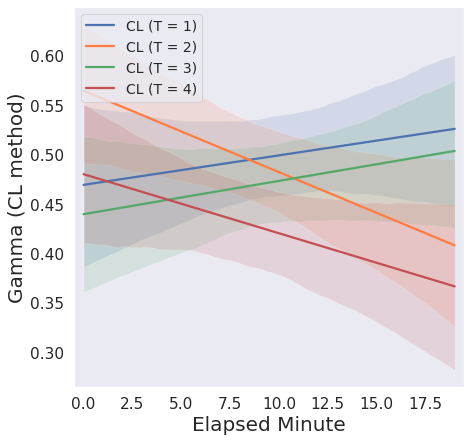 CL (T = 1)
CL (T = 2)
CL (T = 3)
CL (T = 4)
Gamma (CL method)
0.60
0.55
0.50
0.45
0.40
0.35
0.30
0.0 2.5 5.0 7.5 10.0 12.5 15.0 17.5
Elapsed Minute